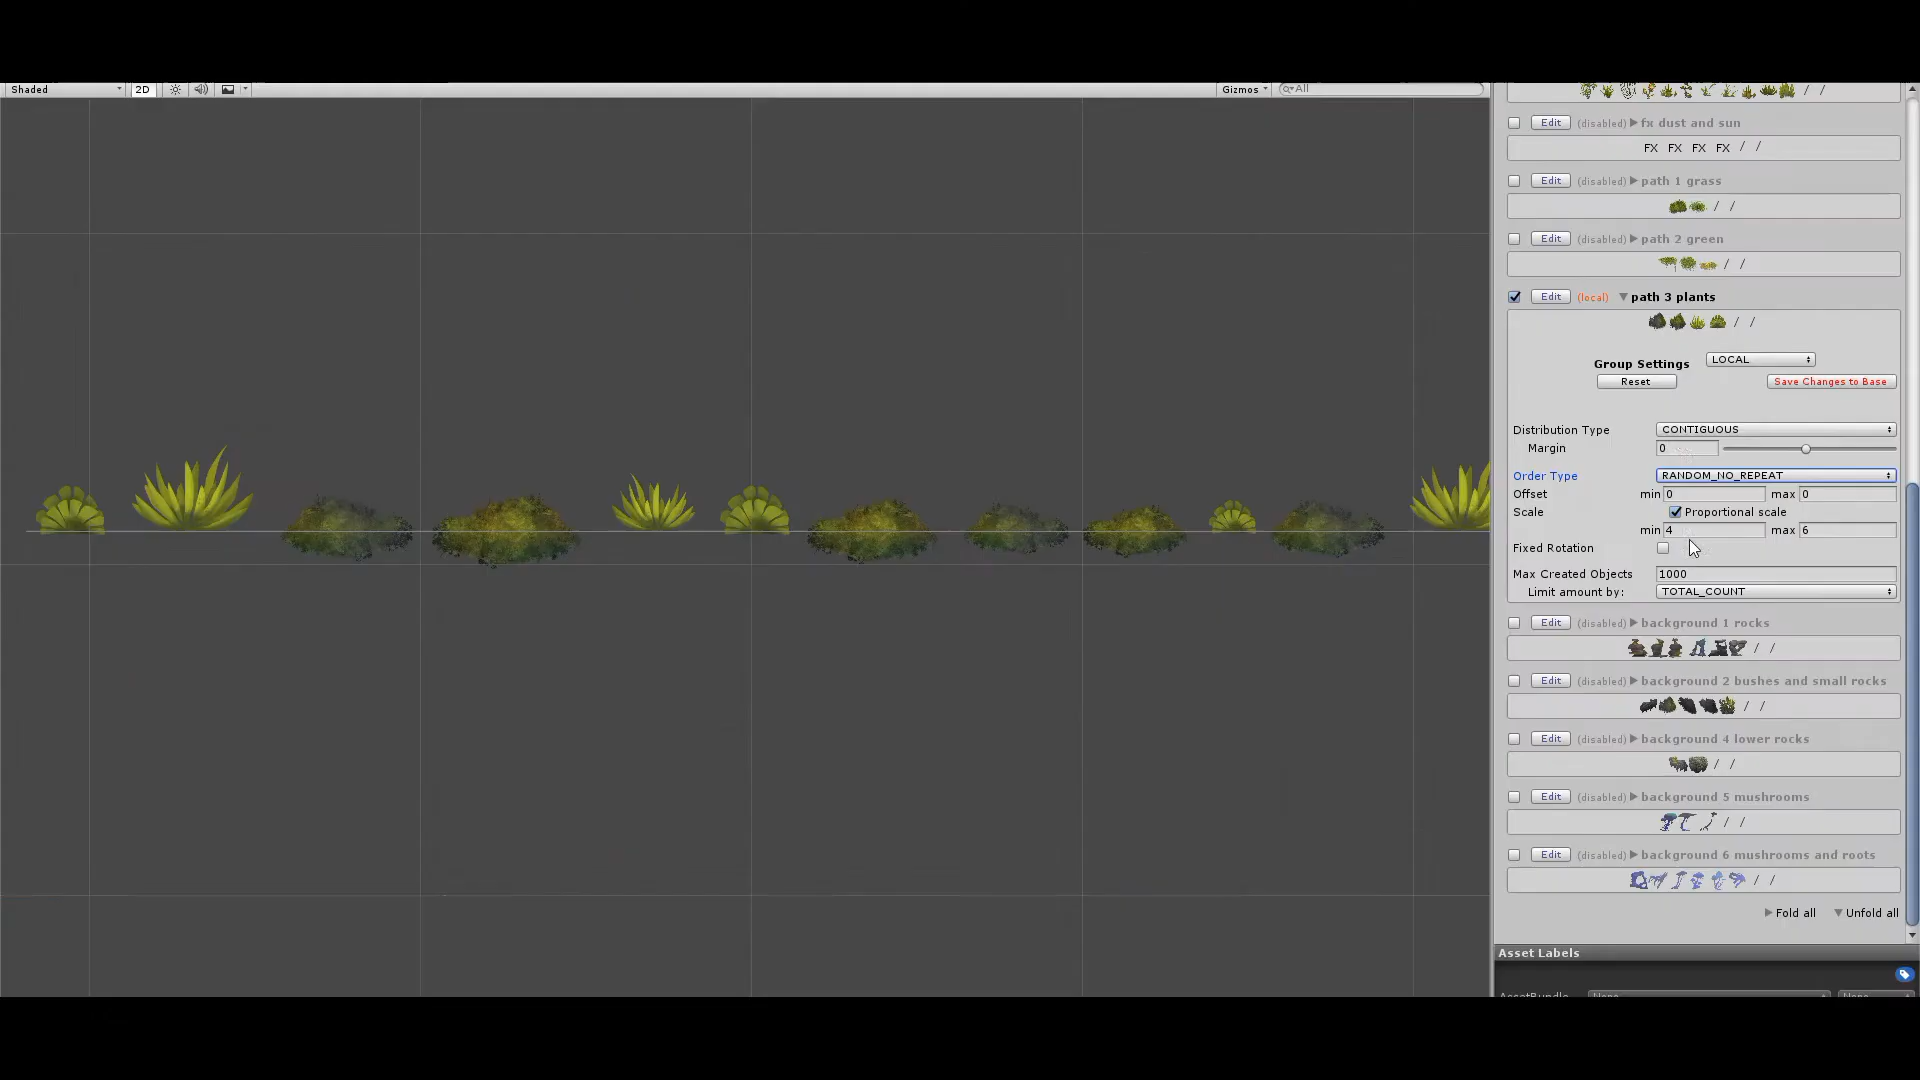 Shaded 2D Gizmos All
Edit (disabled) fx dust and sun
FX FX FX FX / /
Edit (disabled) path 1 grass
/ /
Edit (disabled) path 2 green
/ /
Edit (local) path 3 plants
/ /
Group Settings LOCAL
Reset Save Changes to Base
Distribution Type CONTIGUOUS
Margin 0
Order Type RANDOM_NO_REPEAT
Offset min 0 max 0
Scale Proportional scale
min 4 max 6
Fixed Rotation
Max Created Objects 1000
Limit amount by: TOTAL_COUNT
Edit (disabled) background 1 rocks
/ /
Edit (disabled) background 2 bushes and small rocks
/ /
Edit (disabled) background 4 lower rocks
/ /
Edit (disabled) background 5 mushrooms
/ /
Edit (disabled) background 6 mushrooms and roots
/ /
Fold all Unfold all
Asset Labels